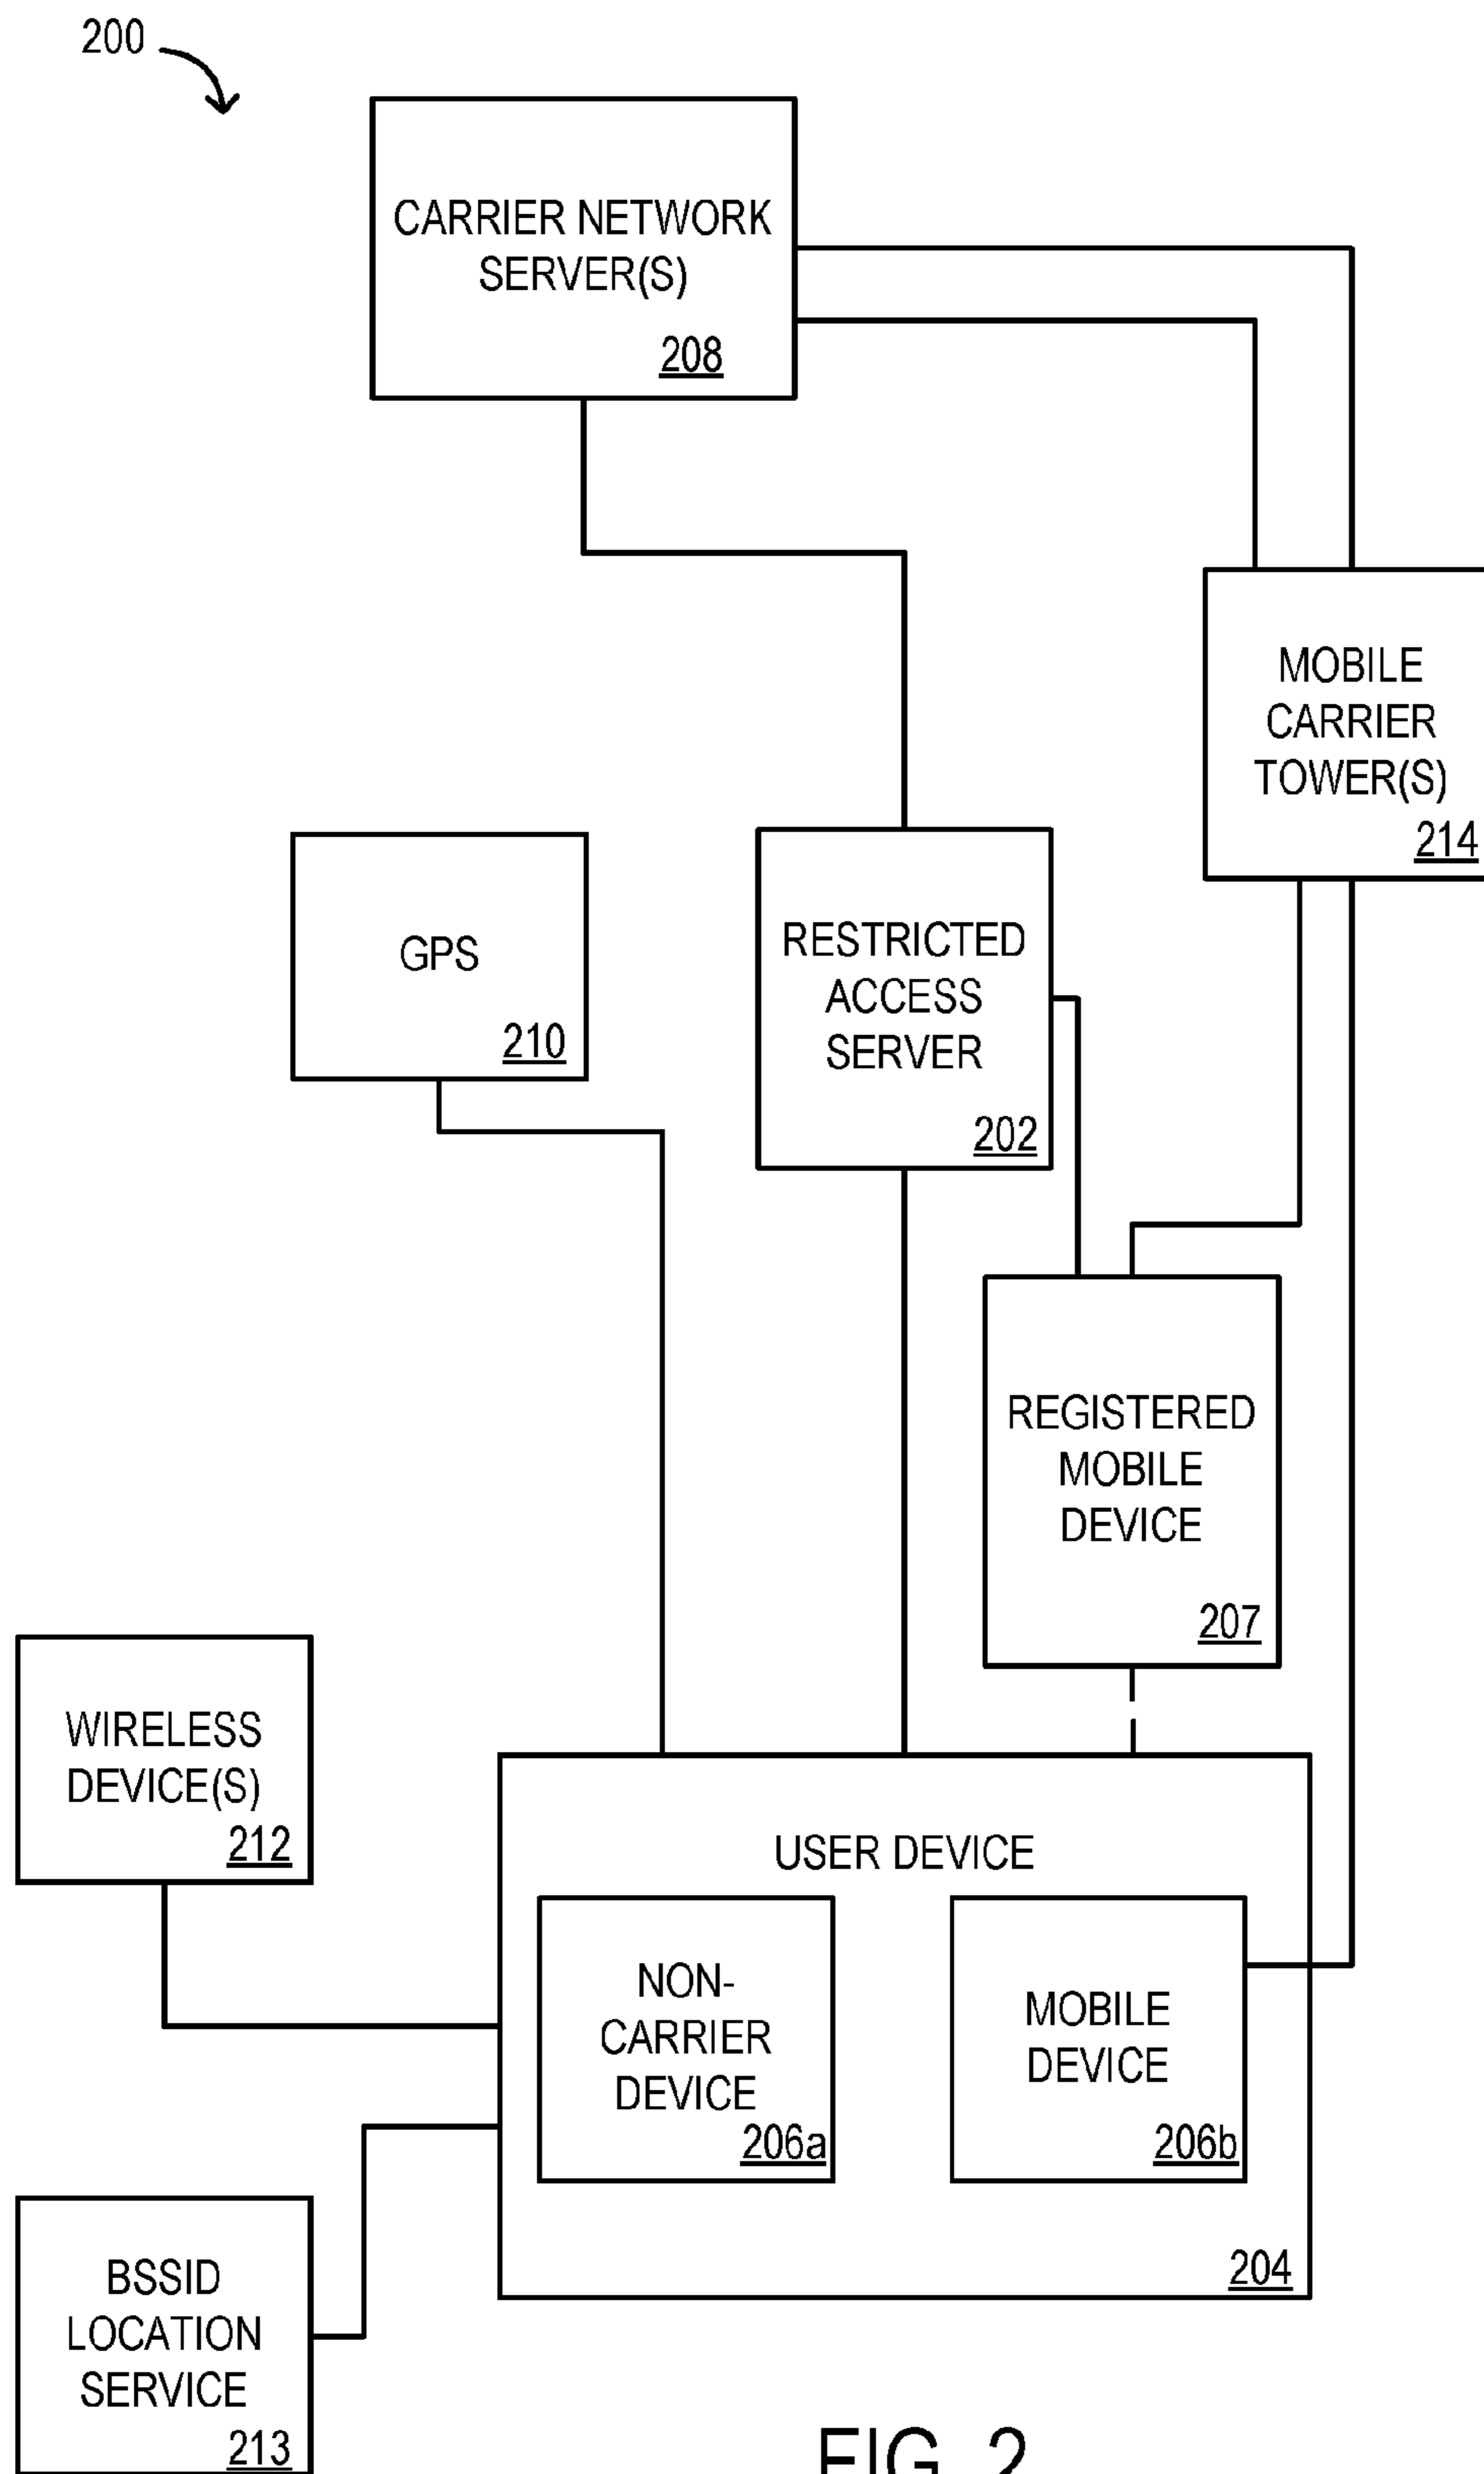 200
CARRIER NETWORK
SERVER(S)
208
MOBILE
CARRIER
TOWER(S)
214
GPS
210
RESTRICTED
ACCESS
SERVER
202
REGISTERED
MOBILE
DEVICE
207
WIRELESS
DEVICE(S)
212
USER DEVICE
NON-
CARRIER
DEVICE
206a
MOBILE
DEVICE
206b
204
BSSID
LOCATION
SERVICE
213
FIG. 2